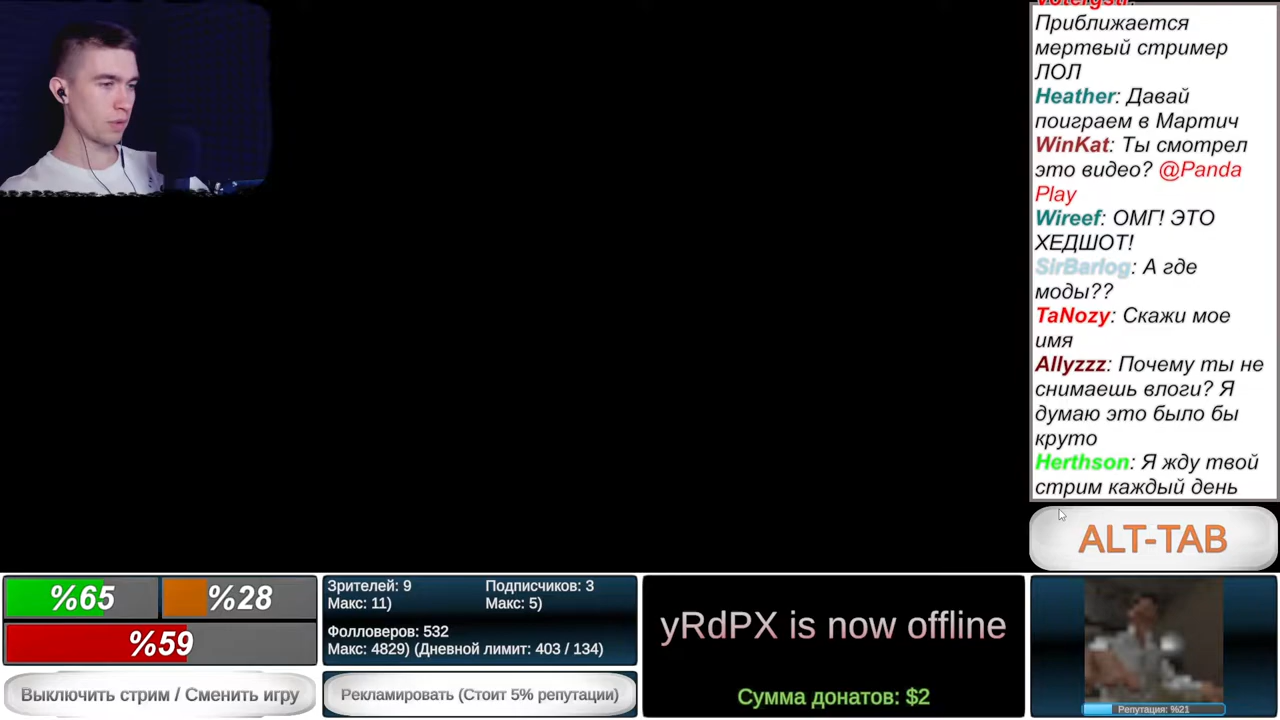 Votergstr:
Приближается
мертвый стример
ЛОЛ
Heather: Давай
поиграем в Мартич
WinKat: Ты смотрел
это видео? @Panda
Play
Wireef: ОМГ! ЭТО
ХЕДШОТ!
SirBarlog: А где
моды??
TaNozy: Скажи мое
имя
Allyzzz: Почему ты не
снимаешь влоги? Я
думаю это было бы
круто
Herthson: Я жду твой
стрим каждый день
ALT-TAB
%65
%28
%59
Зрителей: 9
Макс: 11)
Подписчиков: 3
Макс: 5)
Фолловеров: 532
Макс: 4829) (Дневной лимит: 403 / 134)
yRdPX is now offline
Сумма донатов: $2
Репутация: %21
Выключить стрим / Сменить игру
Рекламировать (Стоит 5% репутации)